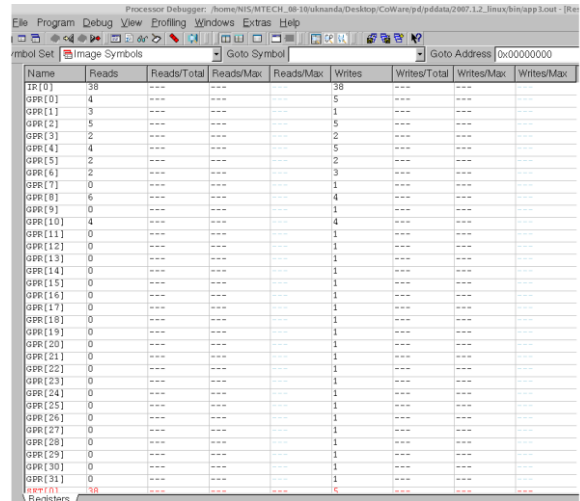 Processor Debugger: /home/NIS/MTECH_08-10/uknanda/Desktop/CoWare/pd/pddata/2007.1.2_linux/bin/app3.out - [Res
File Program Debug View Profiling Windows Extras Help
mbol Set Image Symbols Goto Symbol Goto Address 0x00000000
Name Reads Reads/Total Reads/Max Reads/Max Writes Writes/Total Writes/Max Writes/Max
IR[0] 38 --- --- --- 38 --- --- ---
GPR[0] 4 --- --- --- 5 --- --- ---
GPR[1] 3 --- --- --- 1 --- --- ---
GPR[2] 5 --- --- --- 5 --- --- ---
GPR[3] 2 --- --- --- 2 --- --- ---
GPR[4] 4 --- --- --- 5 --- --- ---
GPR[5] 2 --- --- --- 2 --- --- ---
GPR[6] 2 --- --- --- 3 --- --- ---
GPR[7] 0 --- --- --- 1 --- --- ---
GPR[8] 6 --- --- --- 4 --- --- ---
GPR[9] 0 --- --- --- 1 --- --- ---
GPR[10] 4 --- --- --- 4 --- --- ---
GPR[11] 0 --- --- --- 1 --- --- ---
GPR[12] 0 --- --- --- 1 --- --- ---
GPR[13] 0 --- --- --- 1 --- --- ---
GPR[14] 0 --- --- --- 1 --- --- ---
GPR[15] 0 --- --- --- 1 --- --- ---
GPR[16] 0 --- --- --- 1 --- --- ---
GPR[17] 0 --- --- --- 1 --- --- ---
GPR[18] 0 --- --- --- 1 --- --- ---
GPR[19] 0 --- --- --- 1 --- --- ---
GPR[20] 0 --- --- --- 1 --- --- ---
GPR[21] 0 --- --- --- 1 --- --- ---
GPR[22] 0 --- --- --- 1 --- --- ---
GPR[23] 0 --- --- --- 1 --- --- ---
GPR[24] 0 --- --- --- 1 --- --- ---
GPR[25] 0 --- --- --- 1 --- --- ---
GPR[26] 0 --- --- --- 1 --- --- ---
GPR[27] 0 --- --- --- 1 --- --- ---
GPR[28] 0 --- --- --- 1 --- --- ---
GPR[29] 0 --- --- --- 1 --- --- ---
GPR[30] 0 --- --- --- 1 --- --- ---
GPR[31] 0 --- --- --- 1 --- --- ---
38 --- --- --- 5 --- --- ---
Registers